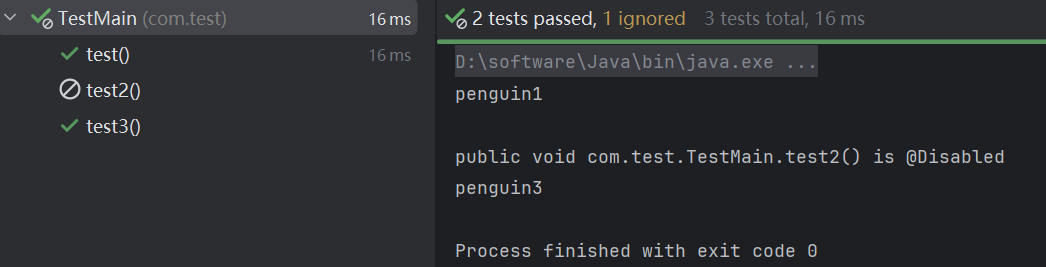 TestMain (com.test) 16 ms
test() 16 ms
test2()
test3()
2 tests passed, 1 ignored 3 tests total, 16 ms
D:\software\Java\bin\java.exe ...
penguin1
public void com.test.TestMain.test2() is @Disabled
penguin3
Process finished with exit code 0